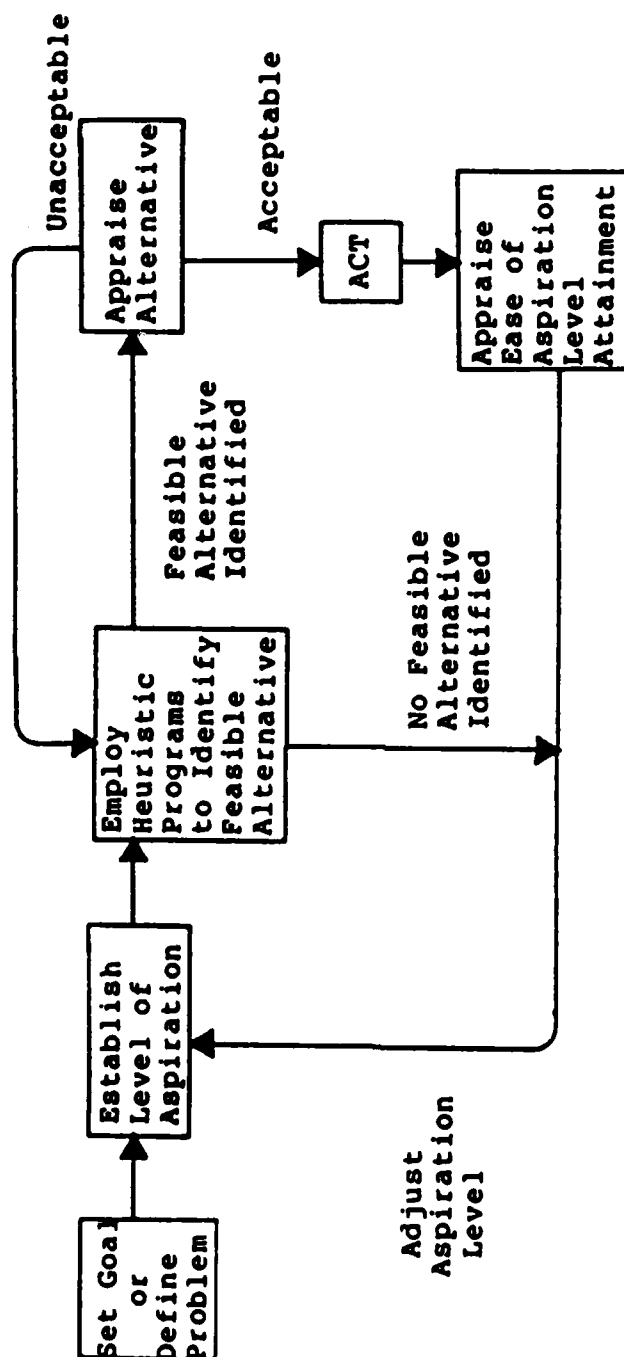 Set Goal
or
Define
Problem
Establish
Level of
Aspiration
Employ
Heuristic
Programs
to Identify
Feasible
Alternative
Feasible
Alternative
Identified
Appraise
Alternative
Unacceptable
Acceptable
ACT
Appraise
Ease of
Aspiration
Level
Attainment
No Feasible
Alternative
Identified
Adjust
Aspiration
Level